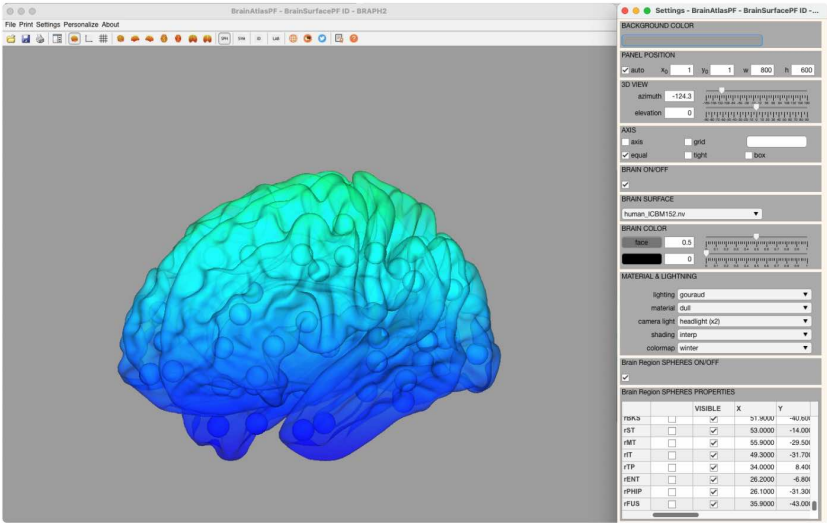 BrainAtlasPF - BrainSurfacePF ID - BRAPH2
File Print Settings Personalize About
Settings - BrainAtlasPF - BrainSurfacePF ID -...
BACKGROUND COLOR
PANEL POSITION
auto x0 1 y0 1 w 800 h 600
3D VIEW
azimuth -124.3
elevation 0
AXIS
axis grid
equal tight box
BRAIN ON/OFF
BRAIN SURFACE
human_ICBM152.nv
BRAIN COLOR
face 0.5
0
MATERIAL & LIGHTNING
lighting gouraud
material dull
camera light headlight (x2)
shading interp
colormap winter
Brain Region SPHERES ON/OFF
Brain Region SPHERES PROPERTIES
VISIBLE X Y
rBKS 51.9000 -40.600
rST 53.0000 -14.000
rMT 55.9000 -29.500
rIT 49.3000 -31.700
rTP 34.0000 8.400
rENT 26.2000 -6.800
rPHIP 26.1000 -31.300
rFUS 35.9000 -43.000